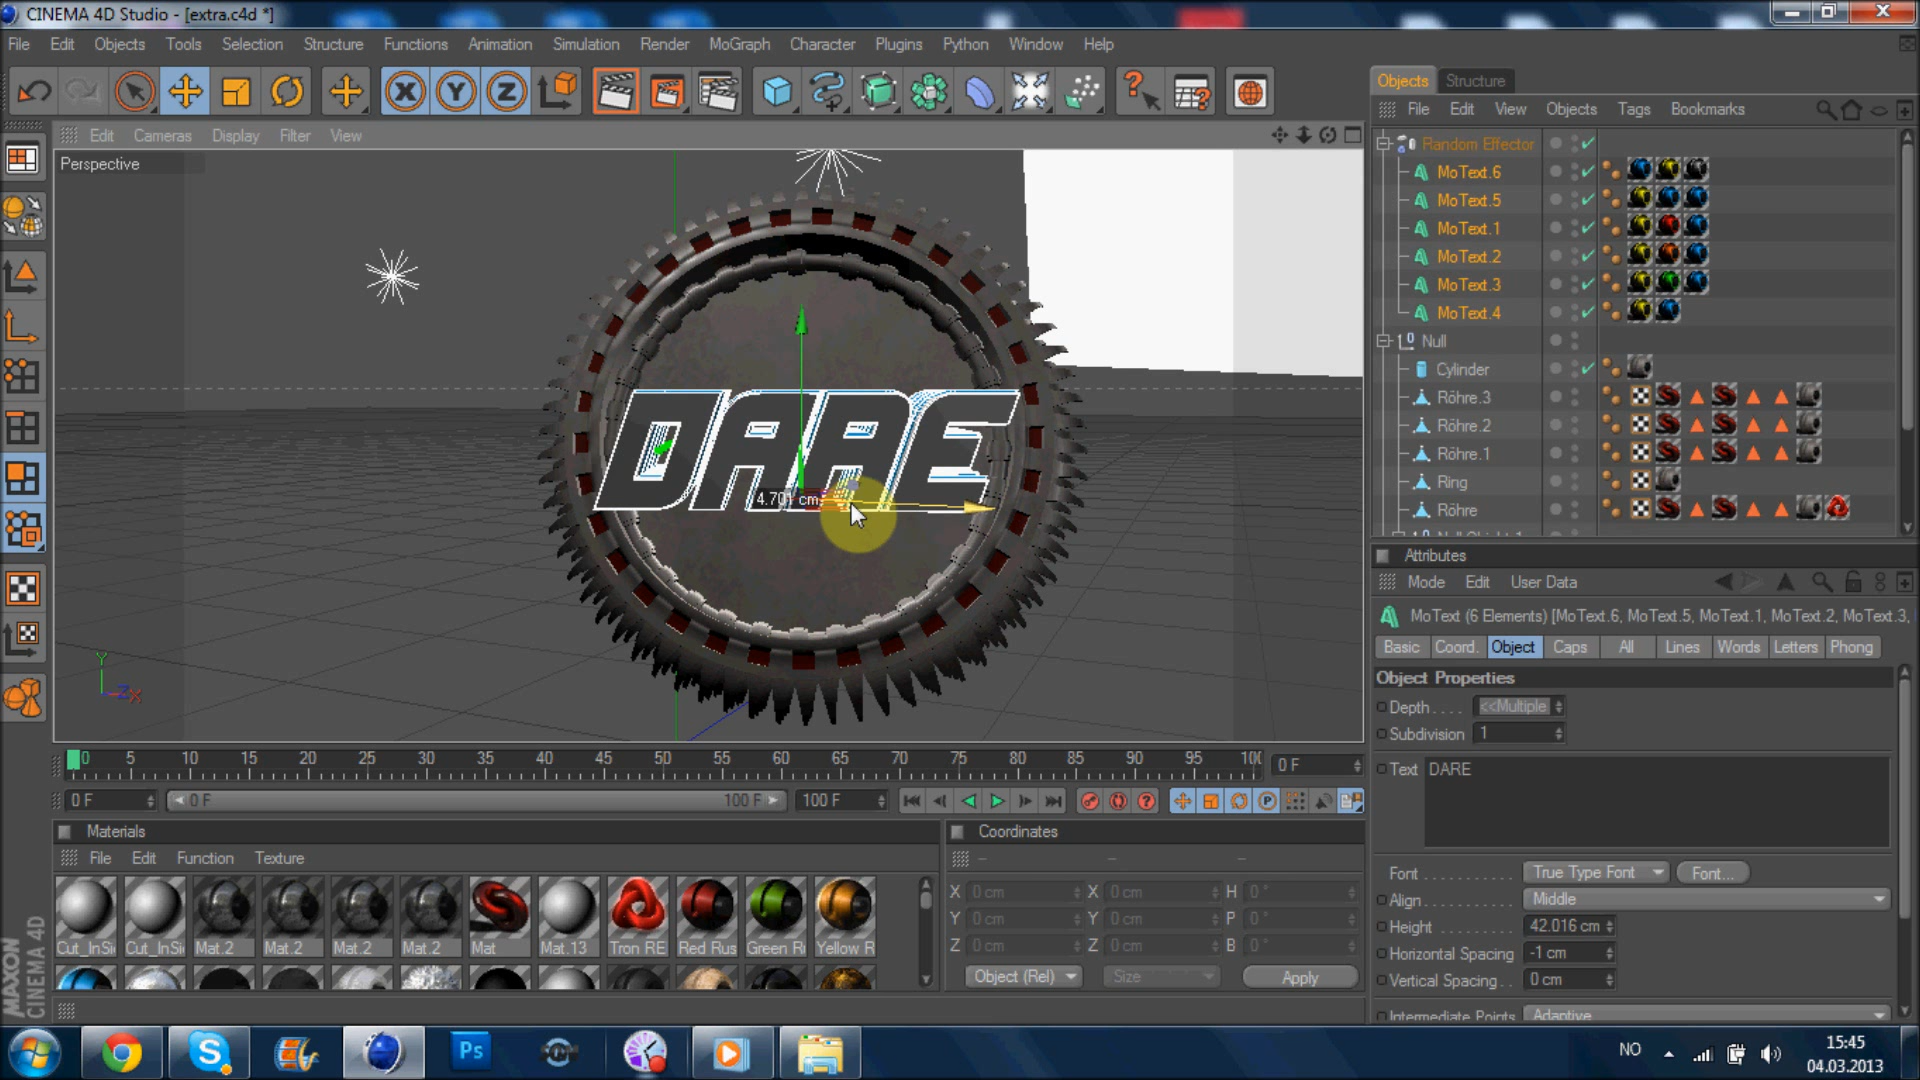 CINEMA 4D Studio - [extra.c4d *]
File Edit Objects Tools Selection Structure Functions Animation Simulation Render MoGraph Character Plugins Python Window Help
X Y Z
Edit Cameras Display Filter View
Perspective
DARE
4.701 cm
Y
Z X
0 5 10 15 20 25 30 35 40 45 50 55 60 65 70 75 80 85 90 95 10
0 F
0 F
0 F 100 F
100 F
Materials
File Edit Function Texture
Cut_InSi Cut_InSi Mat.2 Mat.2 Mat.2 Mat.2 Mat Mat.13 Tron RE Red Rus Green R Yellow R
MAXON
CINEMA 4D
Coordinates
X 0 cm X 0 cm H 0 °
Y 0 cm Y 0 cm P 0 °
Z 0 cm Z 0 cm B 0 °
Object (Rel) Size Apply
Objects Structure
File Edit View Objects Tags Bookmarks
Random Effector
MoText.6
MoText.5
MoText.1
MoText.2
MoText.3
MoText.4
Null
Cylinder
Röhre.3
Röhre.2
Röhre.1
Ring
Röhre
Attributes
Mode Edit User Data
MoText (6 Elements) [MoText.6, MoText.5, MoText.1, MoText.2, MoText.3,
Basic Coord. Object Caps All Lines Words Letters Phong
Object Properties
Depth . . . . <<Multiple
Subdivision 1
Text DARE
Font . . . . . . . . . . . True Type Font Font...
Align . . . . . . . . . . . Middle
Height . . . . . . . . . 42.016 cm
Horizontal Spacing -1 cm
Vertical Spacing . . 0 cm
Intermediate Points Adaptive
Ps
NO
15:45
04.03.2013